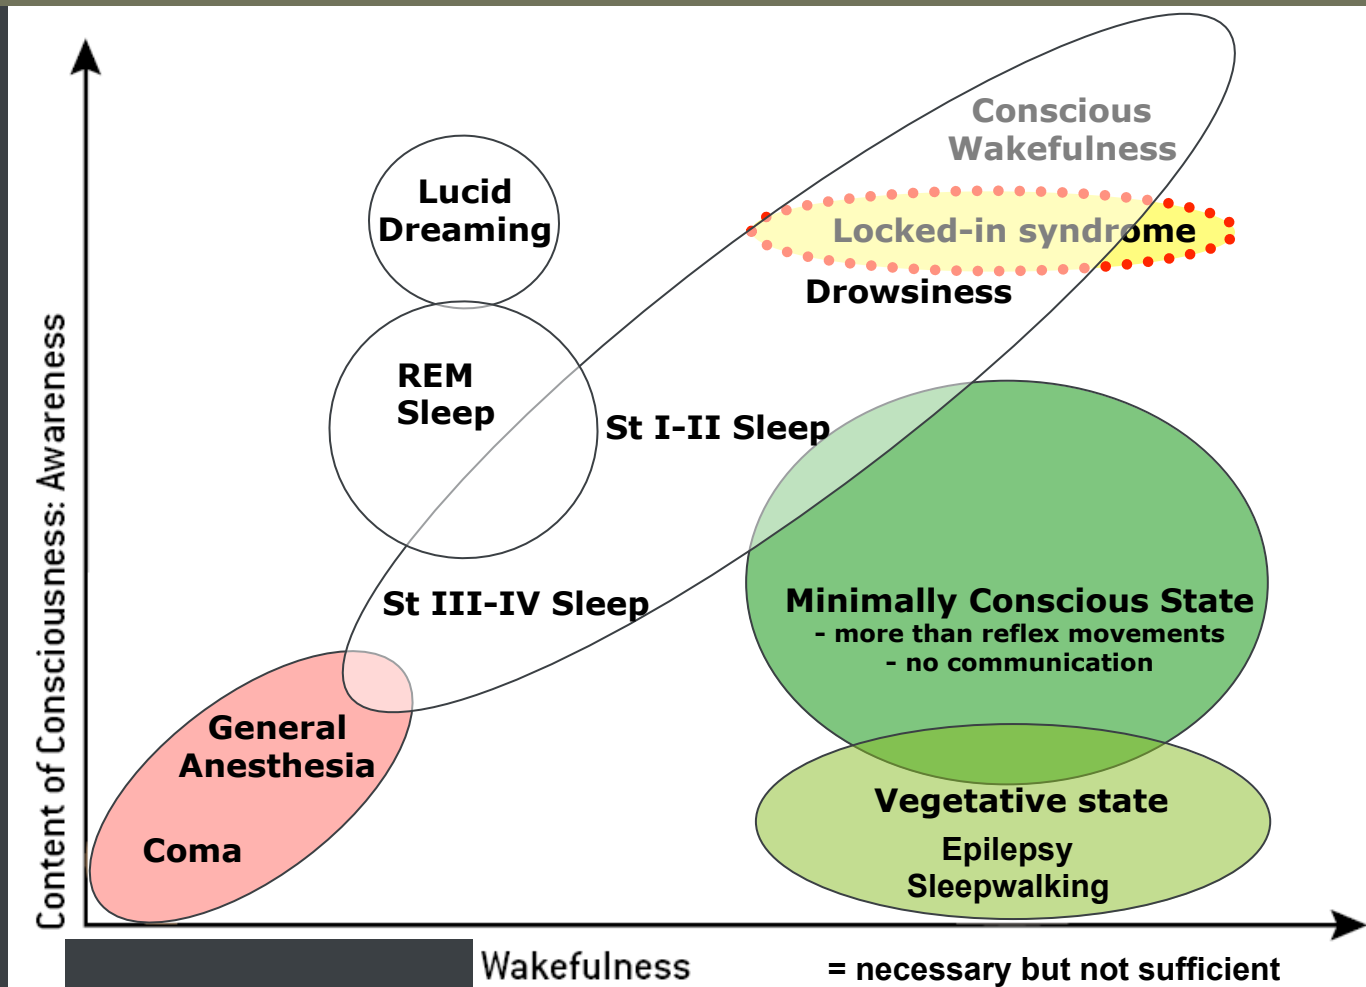 Conscious
Wakefulness
Lucid
Dreaming
Locked-in syndrome
Drowsiness
REM
Sleep
St I-II Sleep
St III-IV Sleep
Minimally Conscious State
- more than reflex movements
- no communication
General
Anesthesia
Coma
Vegetative state
Epilepsy
Sleepwalking
Content of Consciousness: Awareness
Wakefulness
= necessary but not sufficient